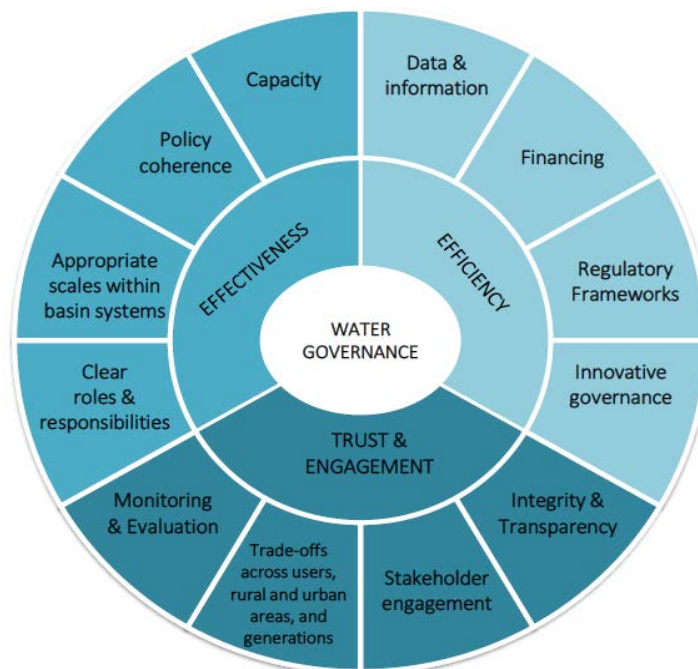 Capacity
Data &
information
Policy
coherence
Financing
EFFECTIVENESS
EFFICIENCY
Appropriate
scales within
basin systems
Regulatory
Frameworks
WATER
GOVERNANCE
Clear
roles &
responsibilities
Innovative
governance
TRUST &
ENGAGEMENT
Monitoring
& Evaluation
Integrity &
Transparency
Trade-offs
across users,
rural and urban
areas, and
generations
Stakeholder
engagement